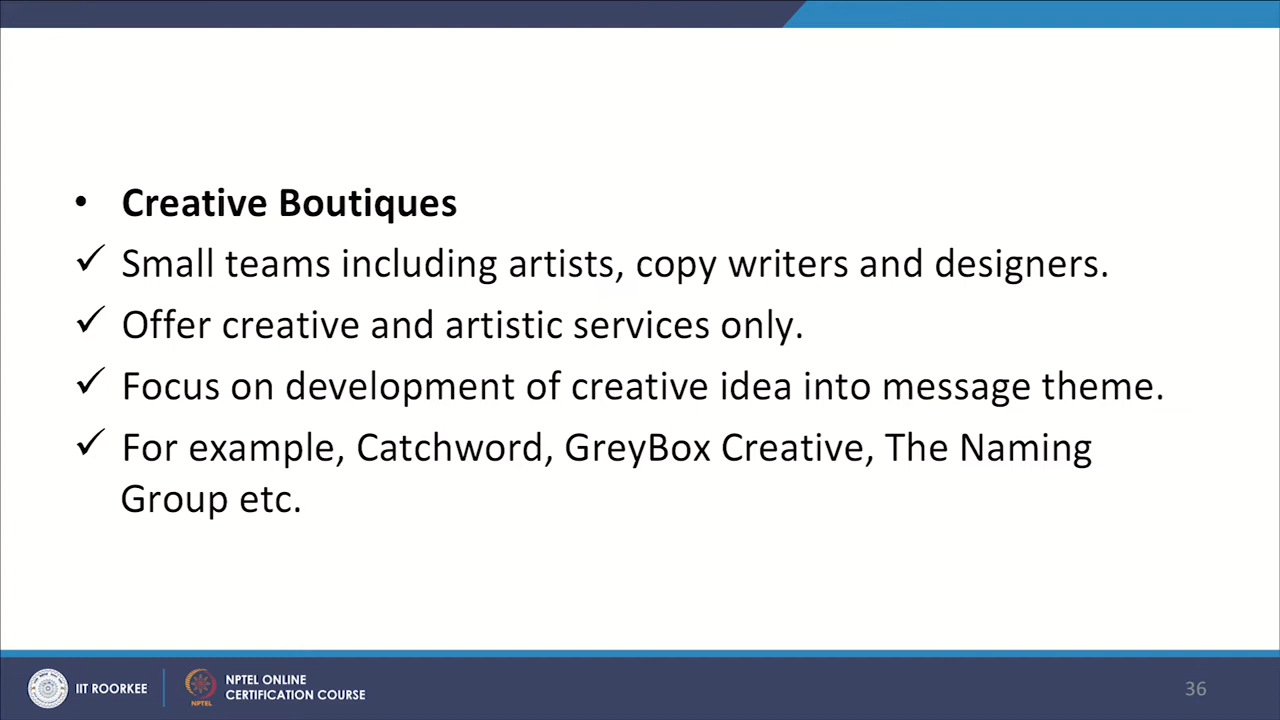 • Creative Boutiques
✓ Small teams including artists, copy writers and designers.
✓ Offer creative and artistic services only.
✓ Focus on development of creative idea into message theme.
✓ For example, Catchword, GreyBox Creative, The Naming
Group etc.
IIT ROORKEE
NPTEL
NPTEL ONLINE
CERTIFICATION COURSE
36